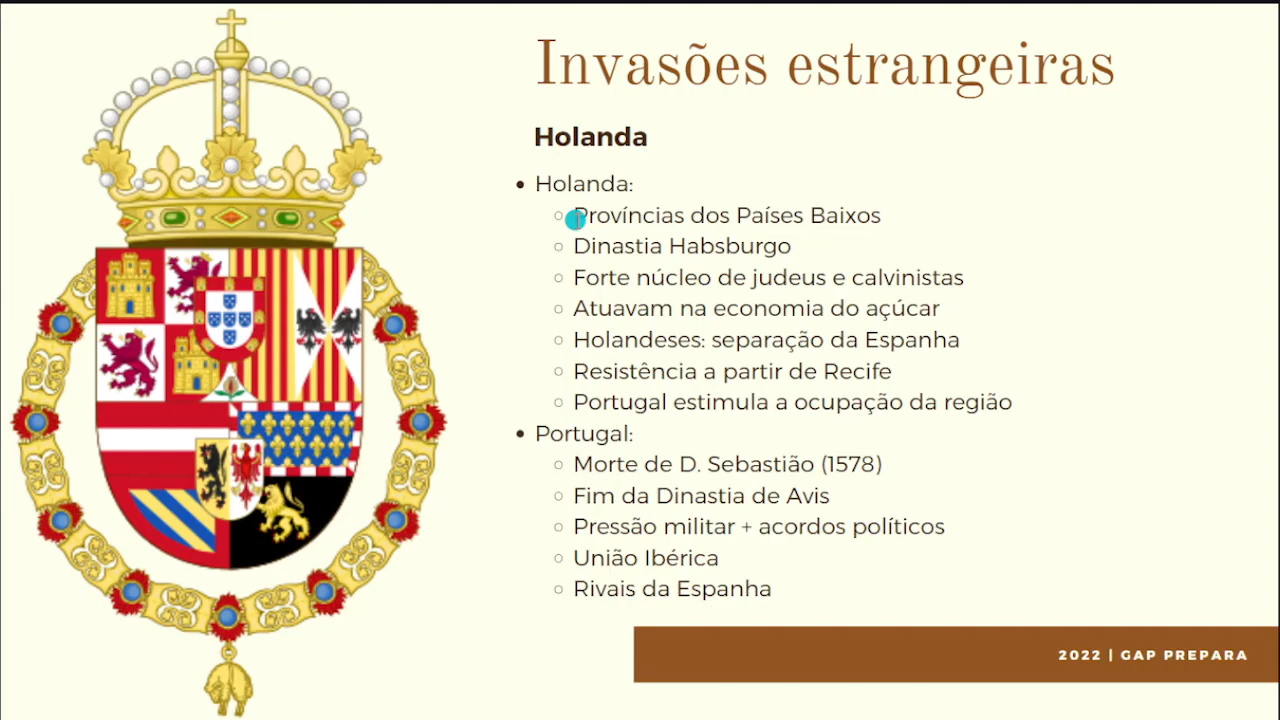 Invasões estrangeiras
Holanda
Holanda:
Províncias dos Países Baixos
Dinastia Habsburgo
Forte núcleo de judeus e calvinistas
Atuavam na economia do açúcar
Holandeses: separação da Espanha
Resistência a partir de Recife
Portugal estimula a ocupação da região
Portugal:
Morte de D. Sebastião (1578)
Fim da Dinastia de Avis
Pressão militar + acordos políticos
União Ibérica
Rivais da Espanha
2022 | GAP PREPARA